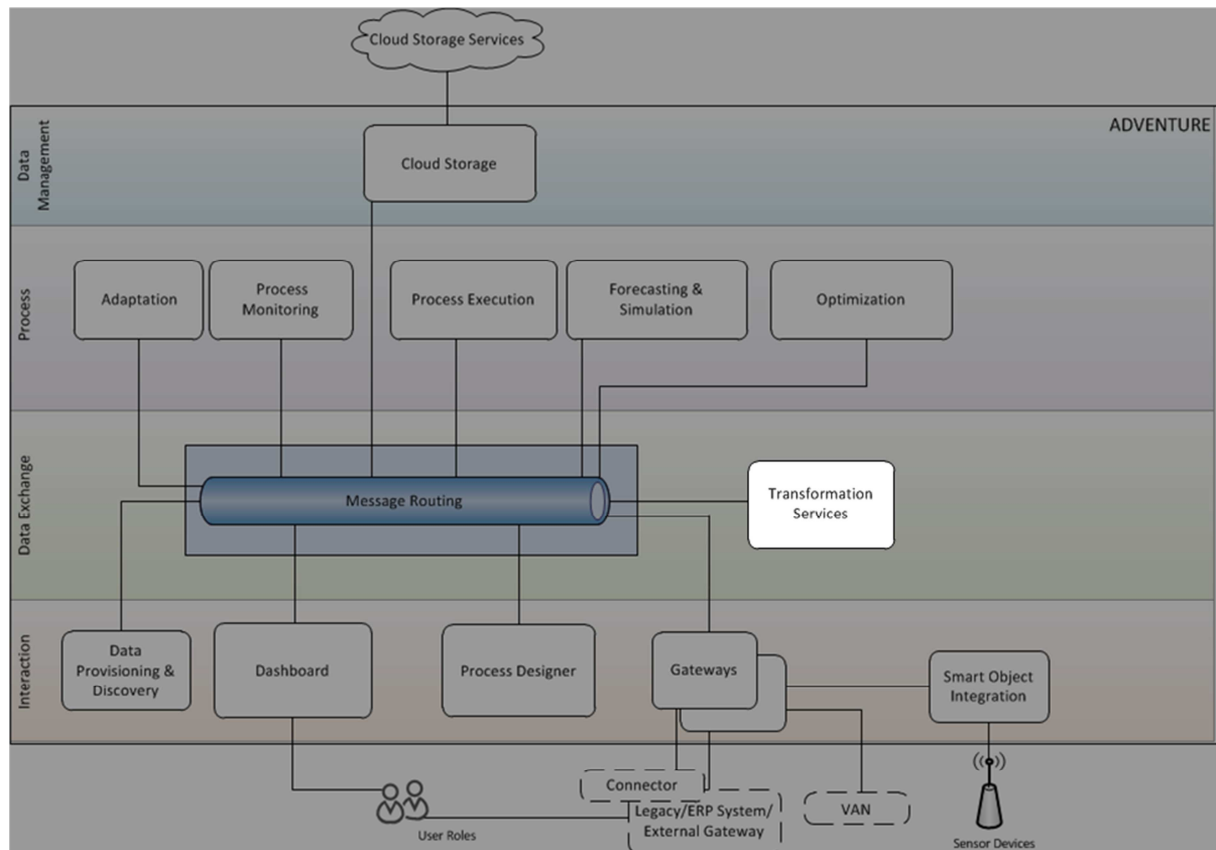 Cloud Storage Services
ADVENTURE
Data
Management
Cloud Storage
Process
Adaptation
Process
Monitoring
Process Execution
Forecasting &
Simulation
Optimization
Data Exchange
Message Routing
Transformation
Services
Interaction
Data
Provisioning &
Discovery
Dashboard
Process Designer
Gateways
Smart Object
Integration
Connector
Legacy/ERP System/
External Gateway
VAN
User Roles
Sensor Devices